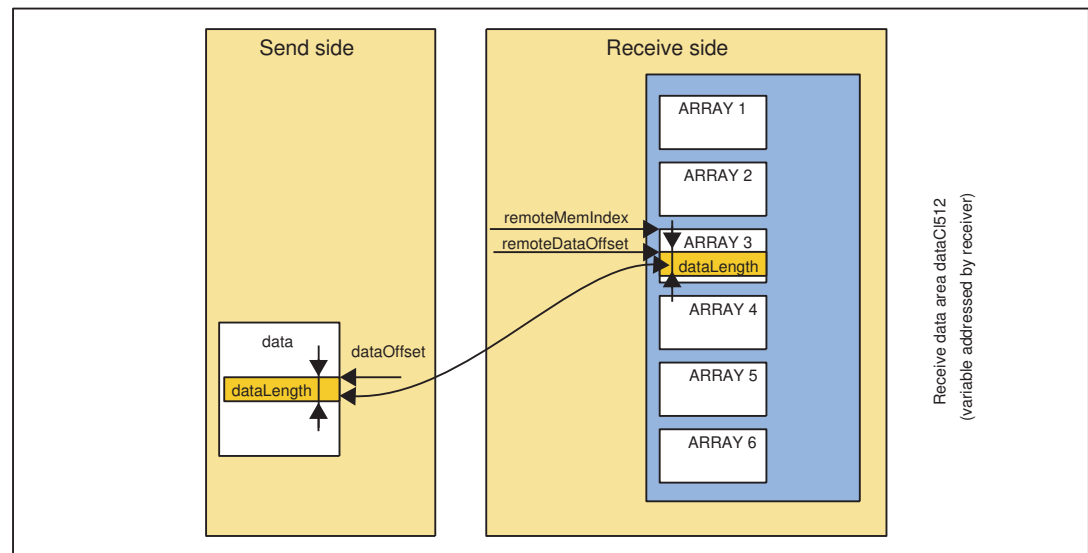 Send side
Receive side
ARRAY 1
ARRAY 2
remoteMemIndex
ARRAY 3
remoteDataOffset
dataLength
ARRAY 4
data
dataOffset
dataLength
ARRAY 5
ARRAY 6
Receive data area dataCI512
(variable addressed by receiver)